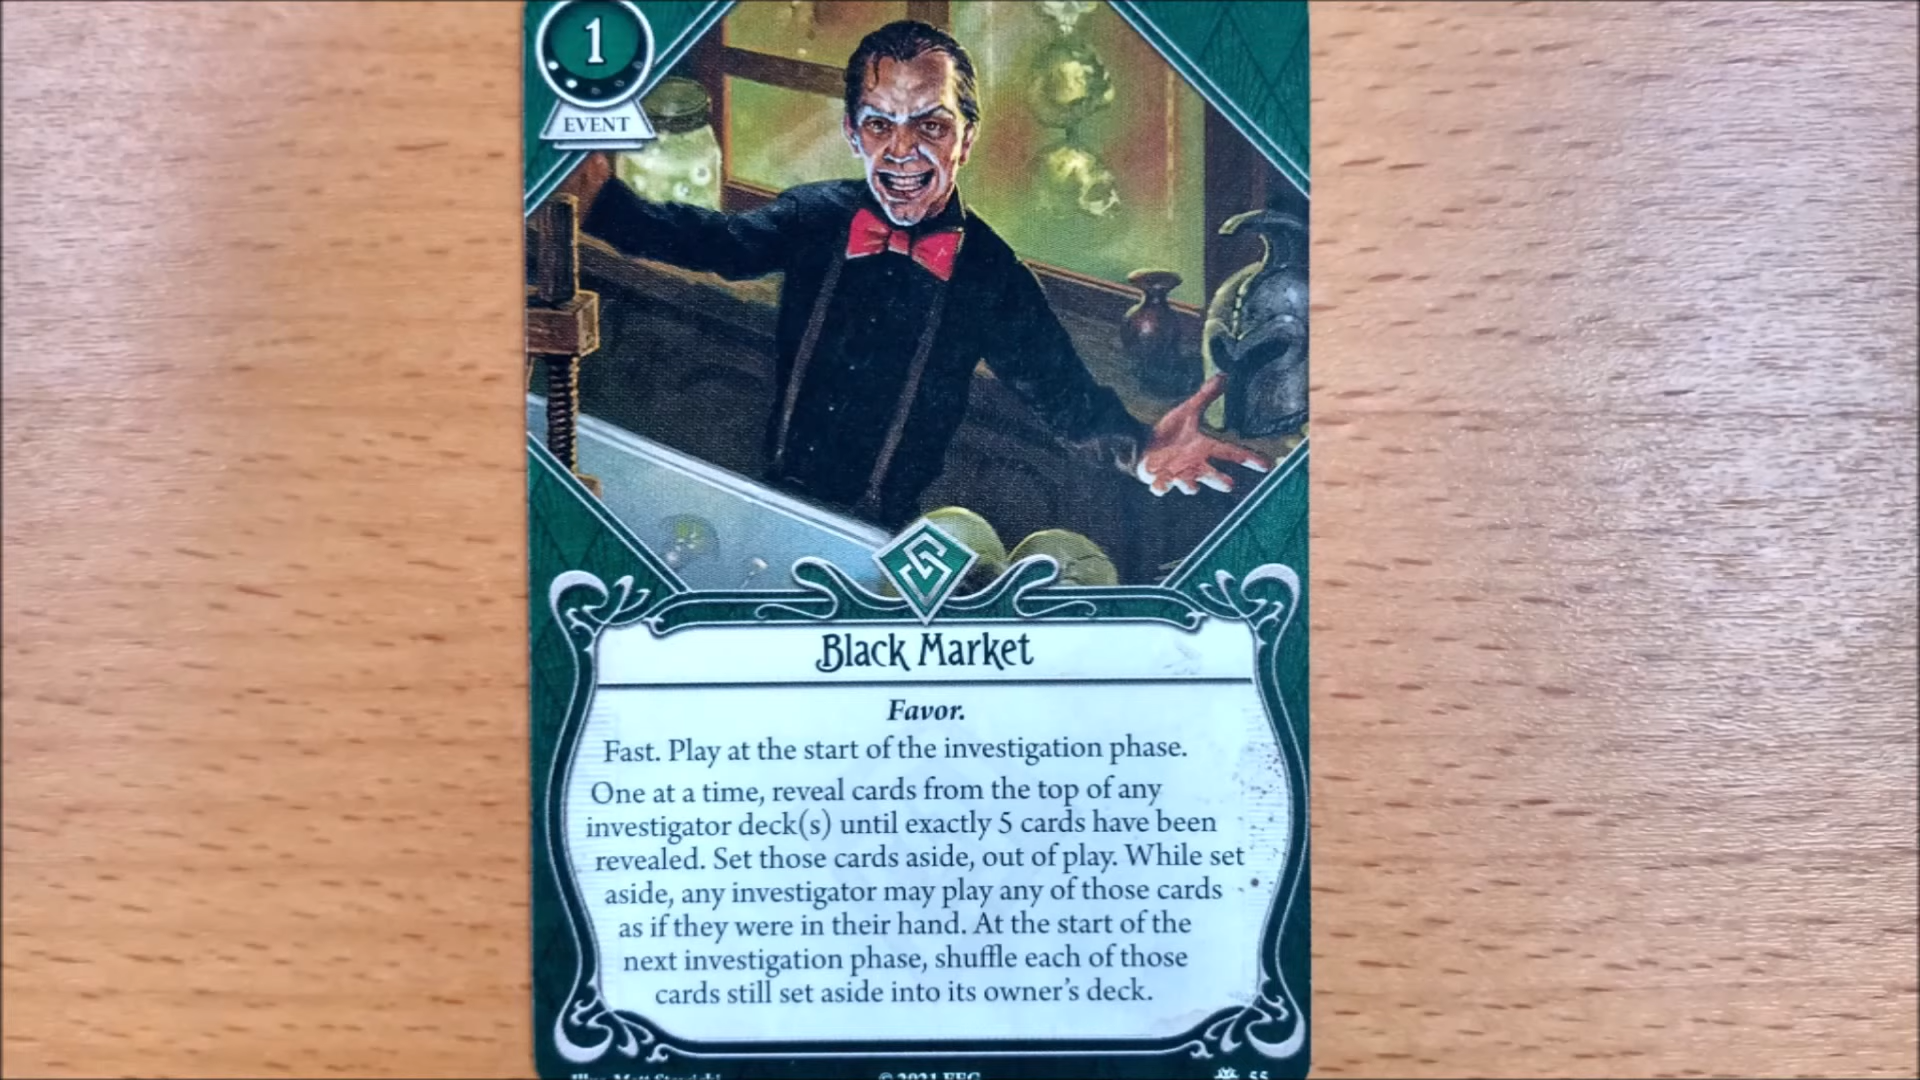 1
EVENT
Black Market
Favor.
Fast. Play at the start of the investigation phase.
One at a time, reveal cards from the top of any
investigator deck(s) until exactly 5 cards have been
revealed. Set those cards aside, out of play. While set
aside, any investigator may play any of those cards
as if they were in their hand. At the start of the
next investigation phase, shuffle each of those
cards still set aside into its owner's deck.
© 2021 FFG
55